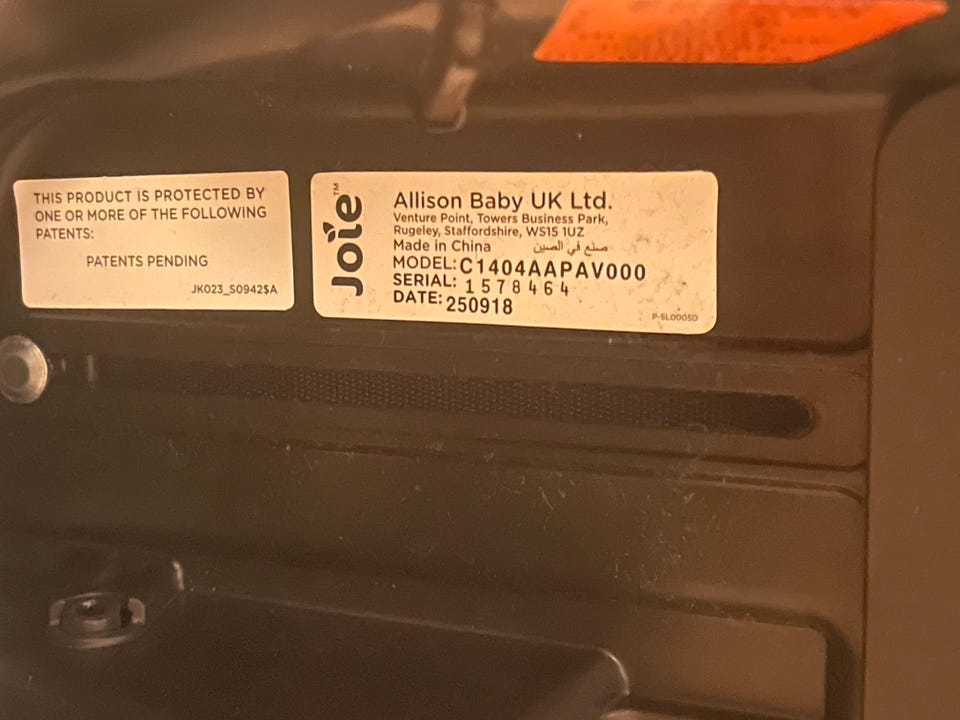 THIS PRODUCT IS PROTECTED BY
ONE OR MORE OF THE FOLLOWING
PATENTS:
PATENTS PENDING
JK023_S0942$A
Joie™
Allison Baby UK Ltd.
Venture Point, Towers Business Park,
Rugeley, Staffordshire, WS15 1UZ
Made in China صنع في الصين
MODEL: C1404AAPAV000
SERIAL: 1578464
DATE: 250918
P-SL0005D